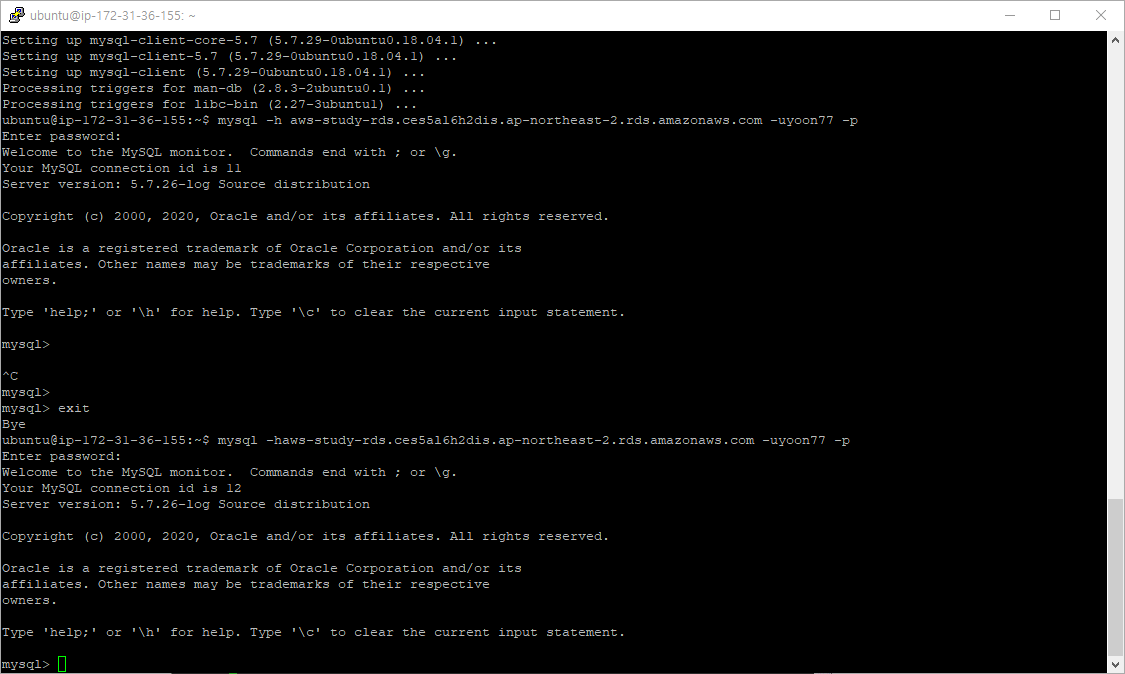 ubuntu@ip-172-31-36-155: ~
Setting up mysql-client-core-5.7 (5.7.29-0ubuntu0.18.04.1) ...
Setting up mysql-client-5.7 (5.7.29-0ubuntu0.18.04.1) ...
Setting up mysql-client (5.7.29-0ubuntu0.18.04.1) ...
Processing triggers for man-db (2.8.3-2ubuntu0.1) ...
Processing triggers for libc-bin (2.27-3ubuntu1) ...
ubuntu@ip-172-31-36-155:~$ mysql -h aws-study-rds.ces5al6h2dis.ap-northeast-2.rds.amazonaws.com -uyoon77 -p
Enter password:
Welcome to the MySQL monitor.  Commands end with ; or \g.
Your MySQL connection id is 11
Server version: 5.7.26-log Source distribution

Copyright (c) 2000, 2020, Oracle and/or its affiliates. All rights reserved.

Oracle is a registered trademark of Oracle Corporation and/or its
affiliates. Other names may be trademarks of their respective
owners.

Type 'help;' or '\h' for help. Type '\c' to clear the current input statement.

mysql>

^C
mysql>
mysql> exit
Bye
ubuntu@ip-172-31-36-155:~$ mysql -haws-study-rds.ces5al6h2dis.ap-northeast-2.rds.amazonaws.com -uyoon77 -p
Enter password:
Welcome to the MySQL monitor.  Commands end with ; or \g.
Your MySQL connection id is 12
Server version: 5.7.26-log Source distribution

Copyright (c) 2000, 2020, Oracle and/or its affiliates. All rights reserved.

Oracle is a registered trademark of Oracle Corporation and/or its
affiliates. Other names may be trademarks of their respective
owners.

Type 'help;' or '\h' for help. Type '\c' to clear the current input statement.

mysql>